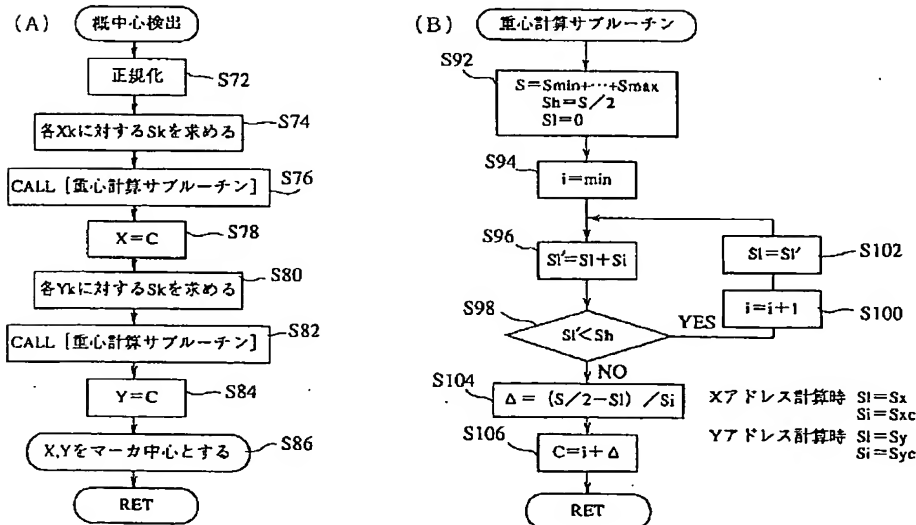 (A)
概中心検出
正規化
S72
各Xkに対するSkを求める
S74
CALL [重心計算サブルーチン]
S76
X=C
S78
各Ykに対するSkを求める
S80
CALL [重心計算サブルーチン]
S82
Y=C
S84
X,Yをマーカ中心とする
S86
RET
(B)
重心計算サブルーチン
S92
S=Smin+…+Smax
Sh=S/2
Sl=0
S94
i=min
S96
Sl'=Sl+Si
Sl=Sl'
S102
i=i+1
S100
S98
Sl'<Sh
YES
NO
S104
Δ=(S/2-Sl)/Si
Xアドレス計算時 Sl=Sx
Si=Sxc
S106
C=i+Δ
Yアドレス計算時 Sl=Sy
Si=Syc
RET